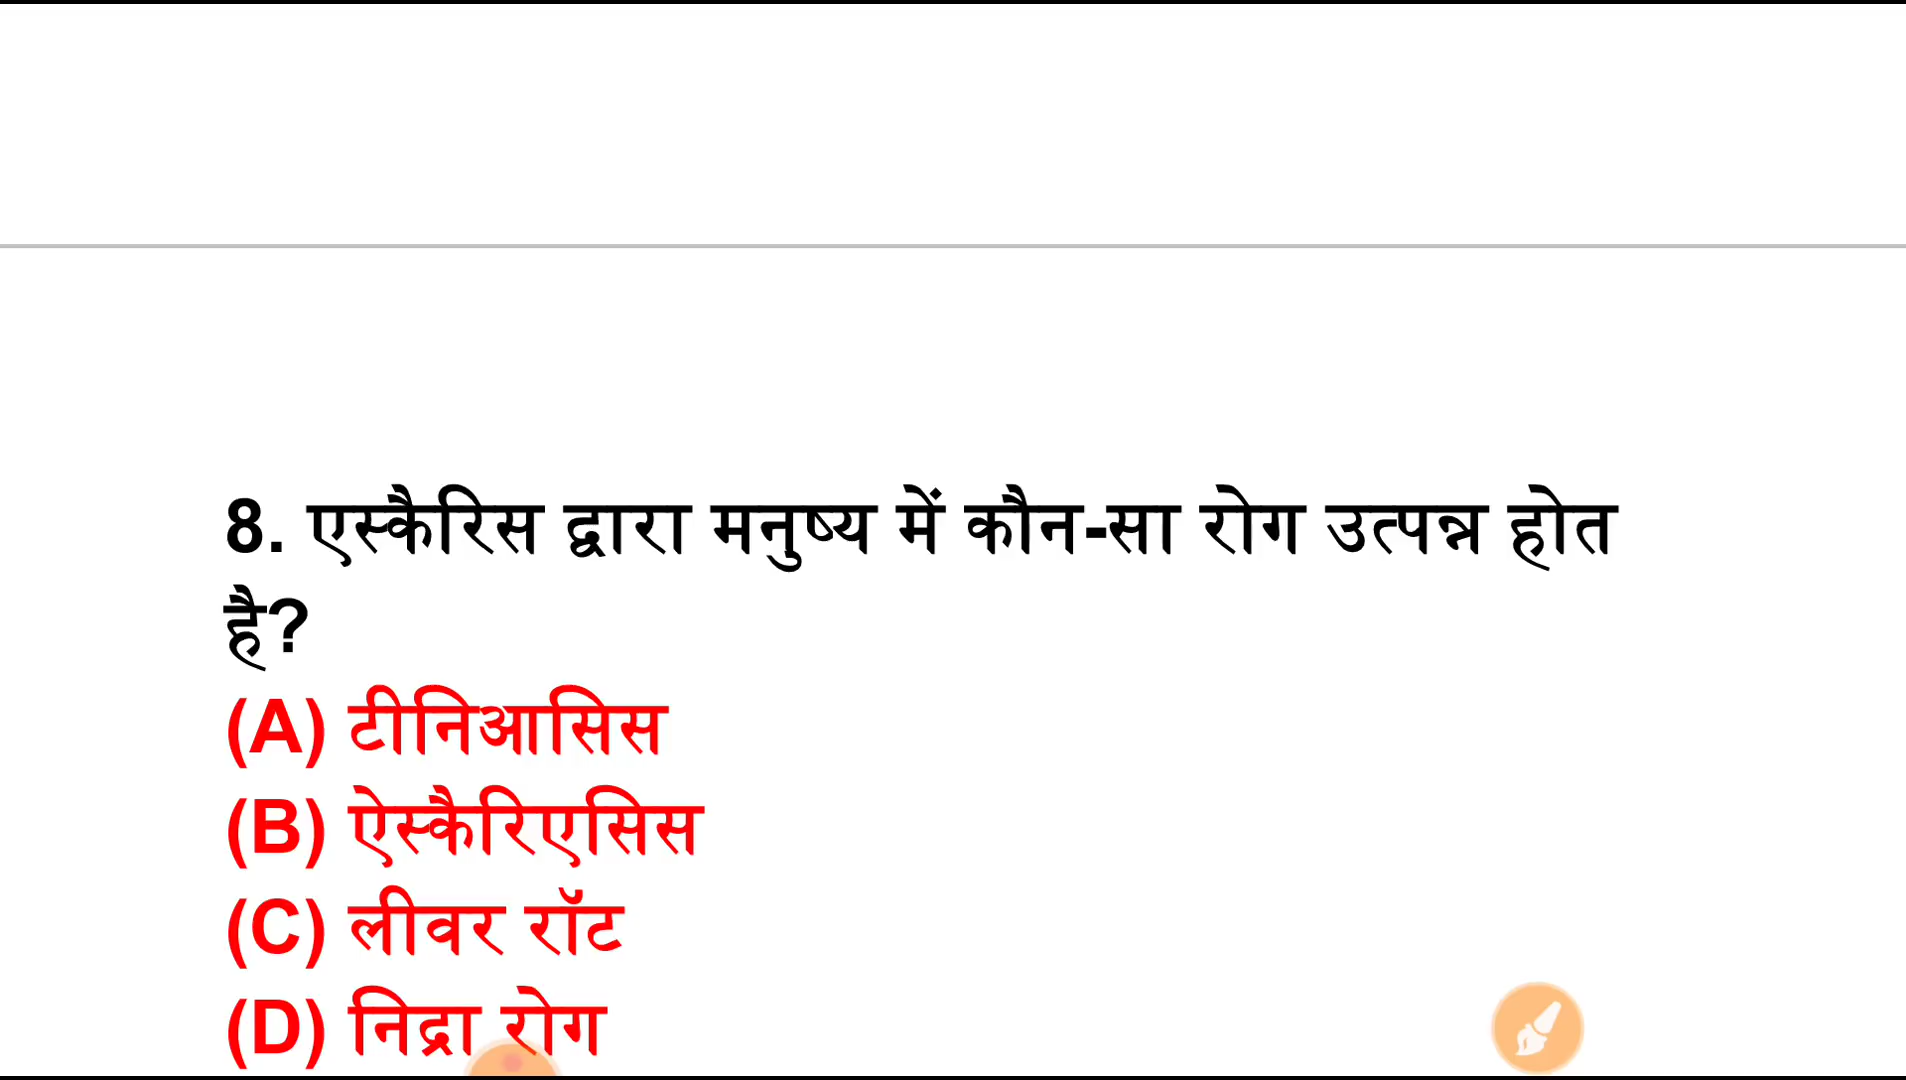 8. एस्कैरिस द्वारा मनुष्य में कौन-सा रोग उत्पन्न होत
है?
(A) टीनिआसिस
(B) ऐस्कैरिएसिस
(C) लीवर रॉट
(D) निद्रा रोग